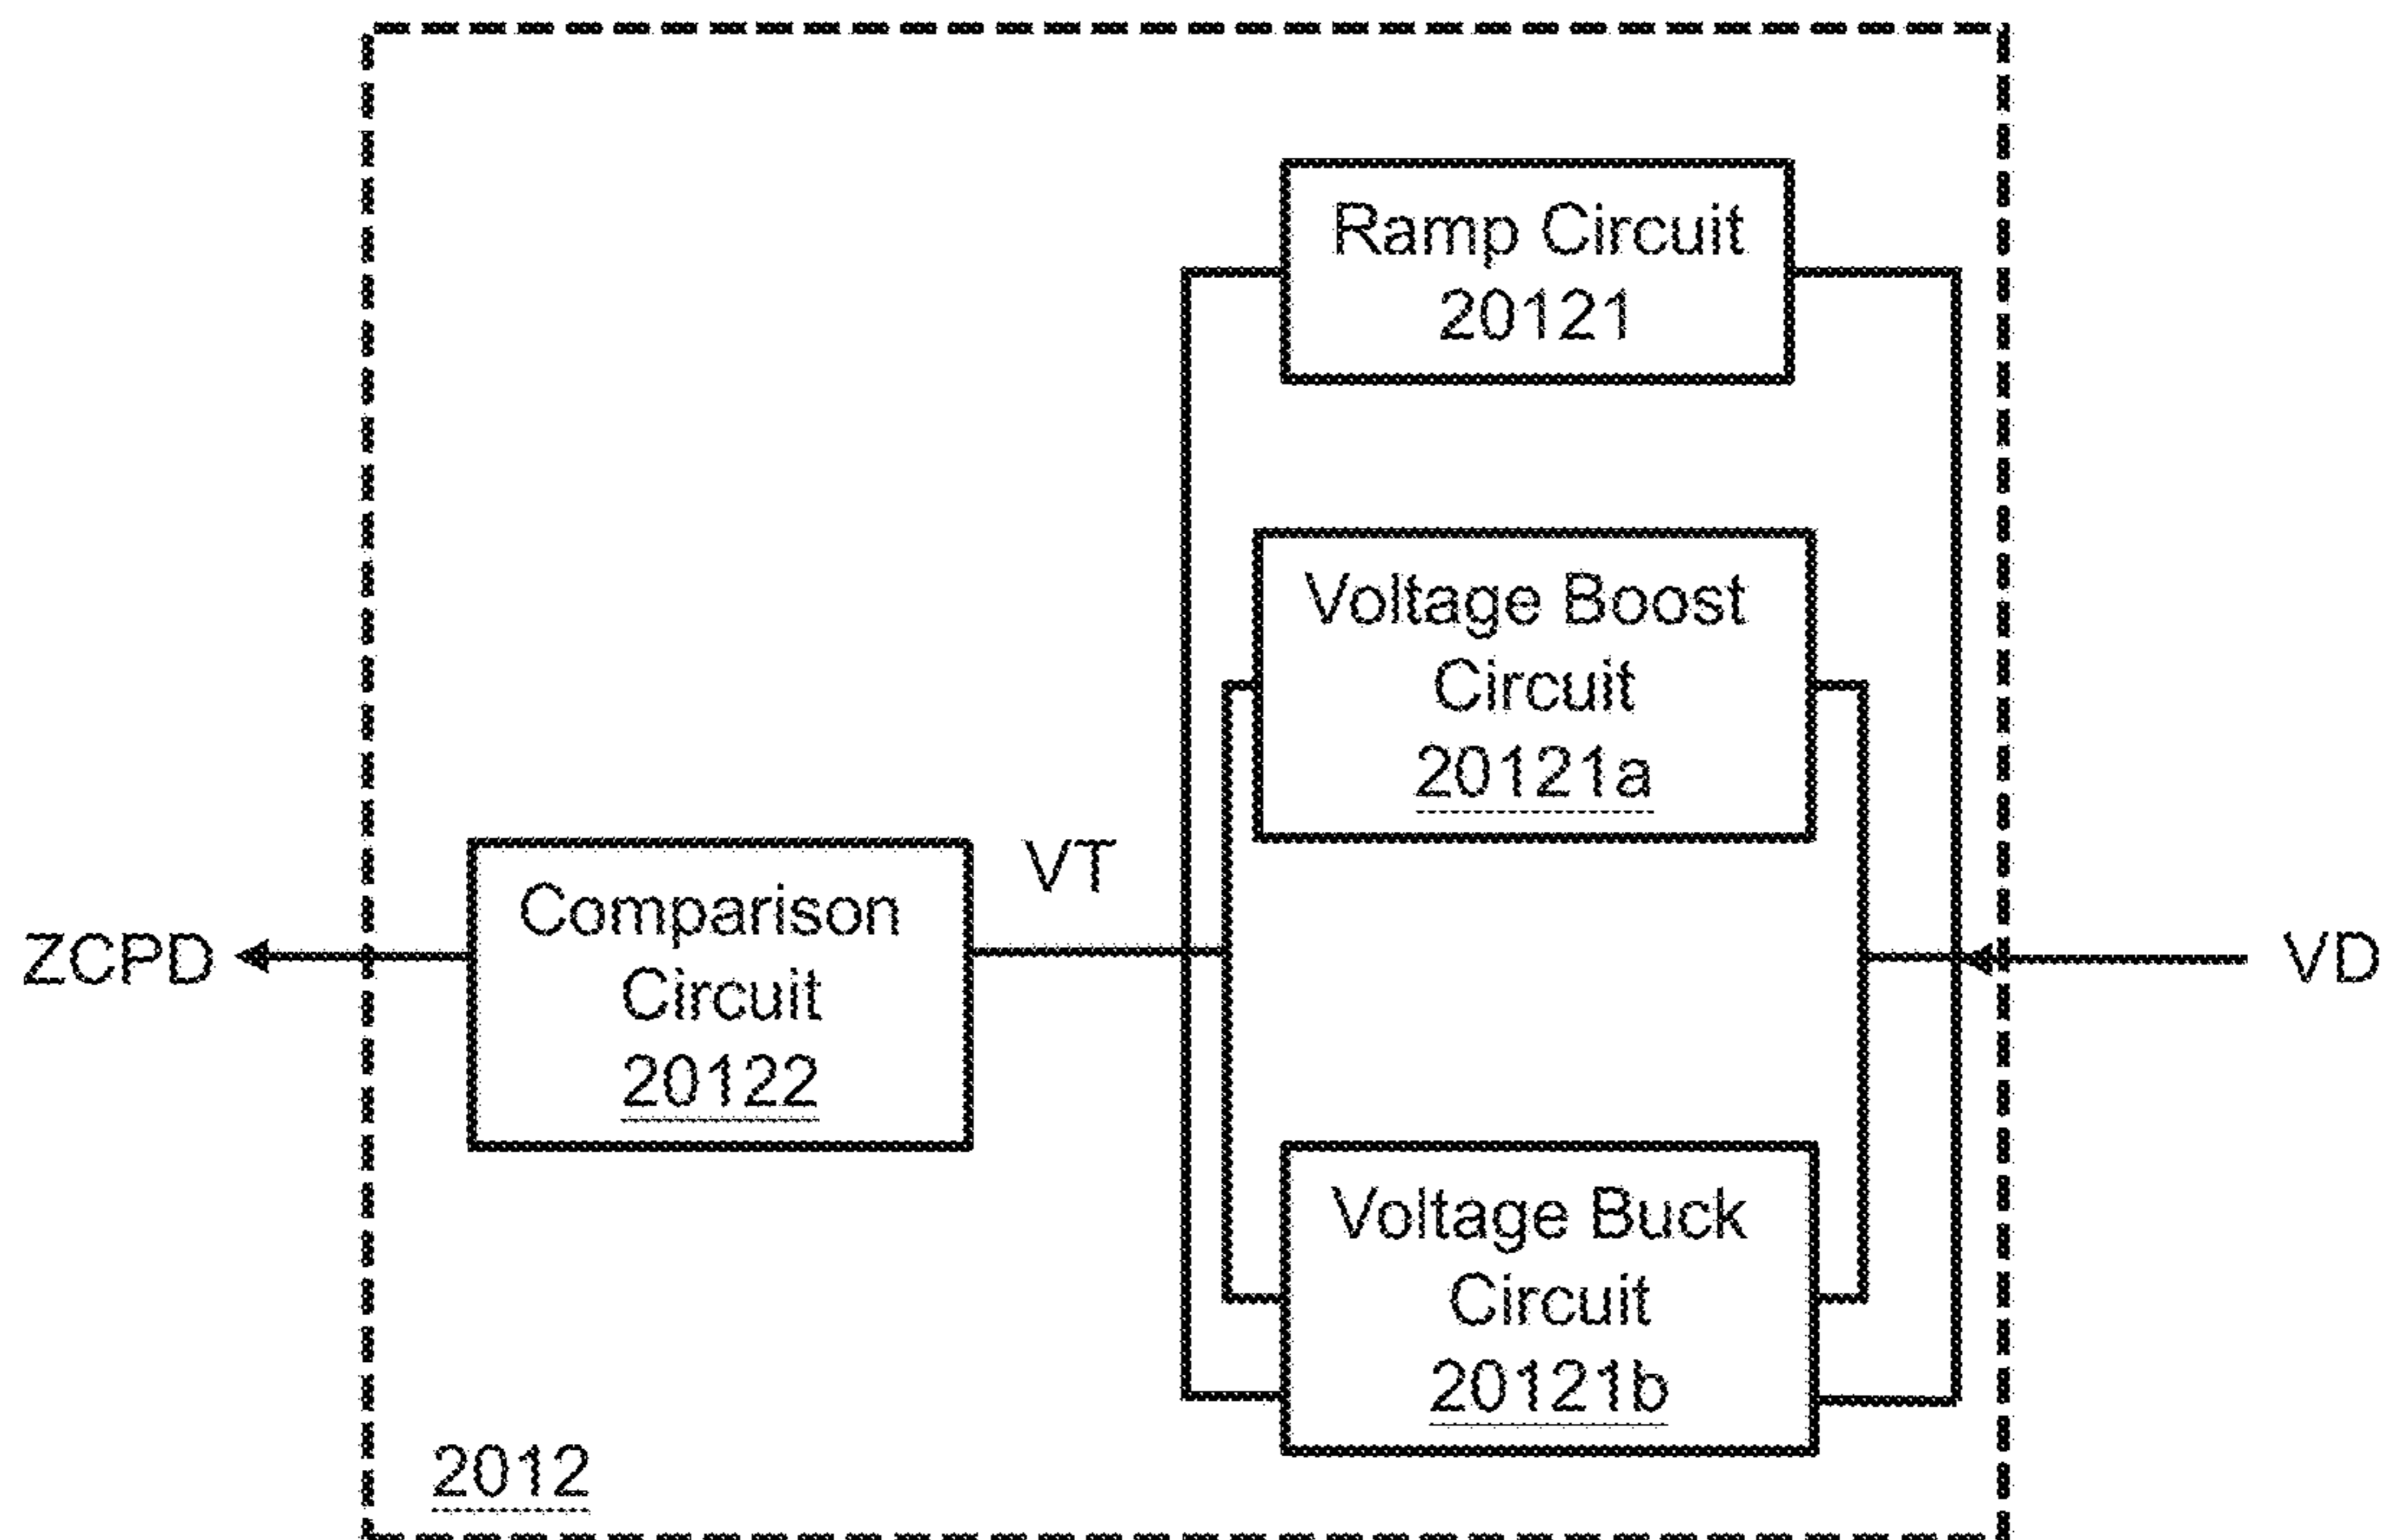 Ramp Circuit
20121
Voltage Boost
Circuit
20121a
VT
Comparison
Circuit
20122
ZCPD
VD
Voltage Buck
Circuit
20121b
2012